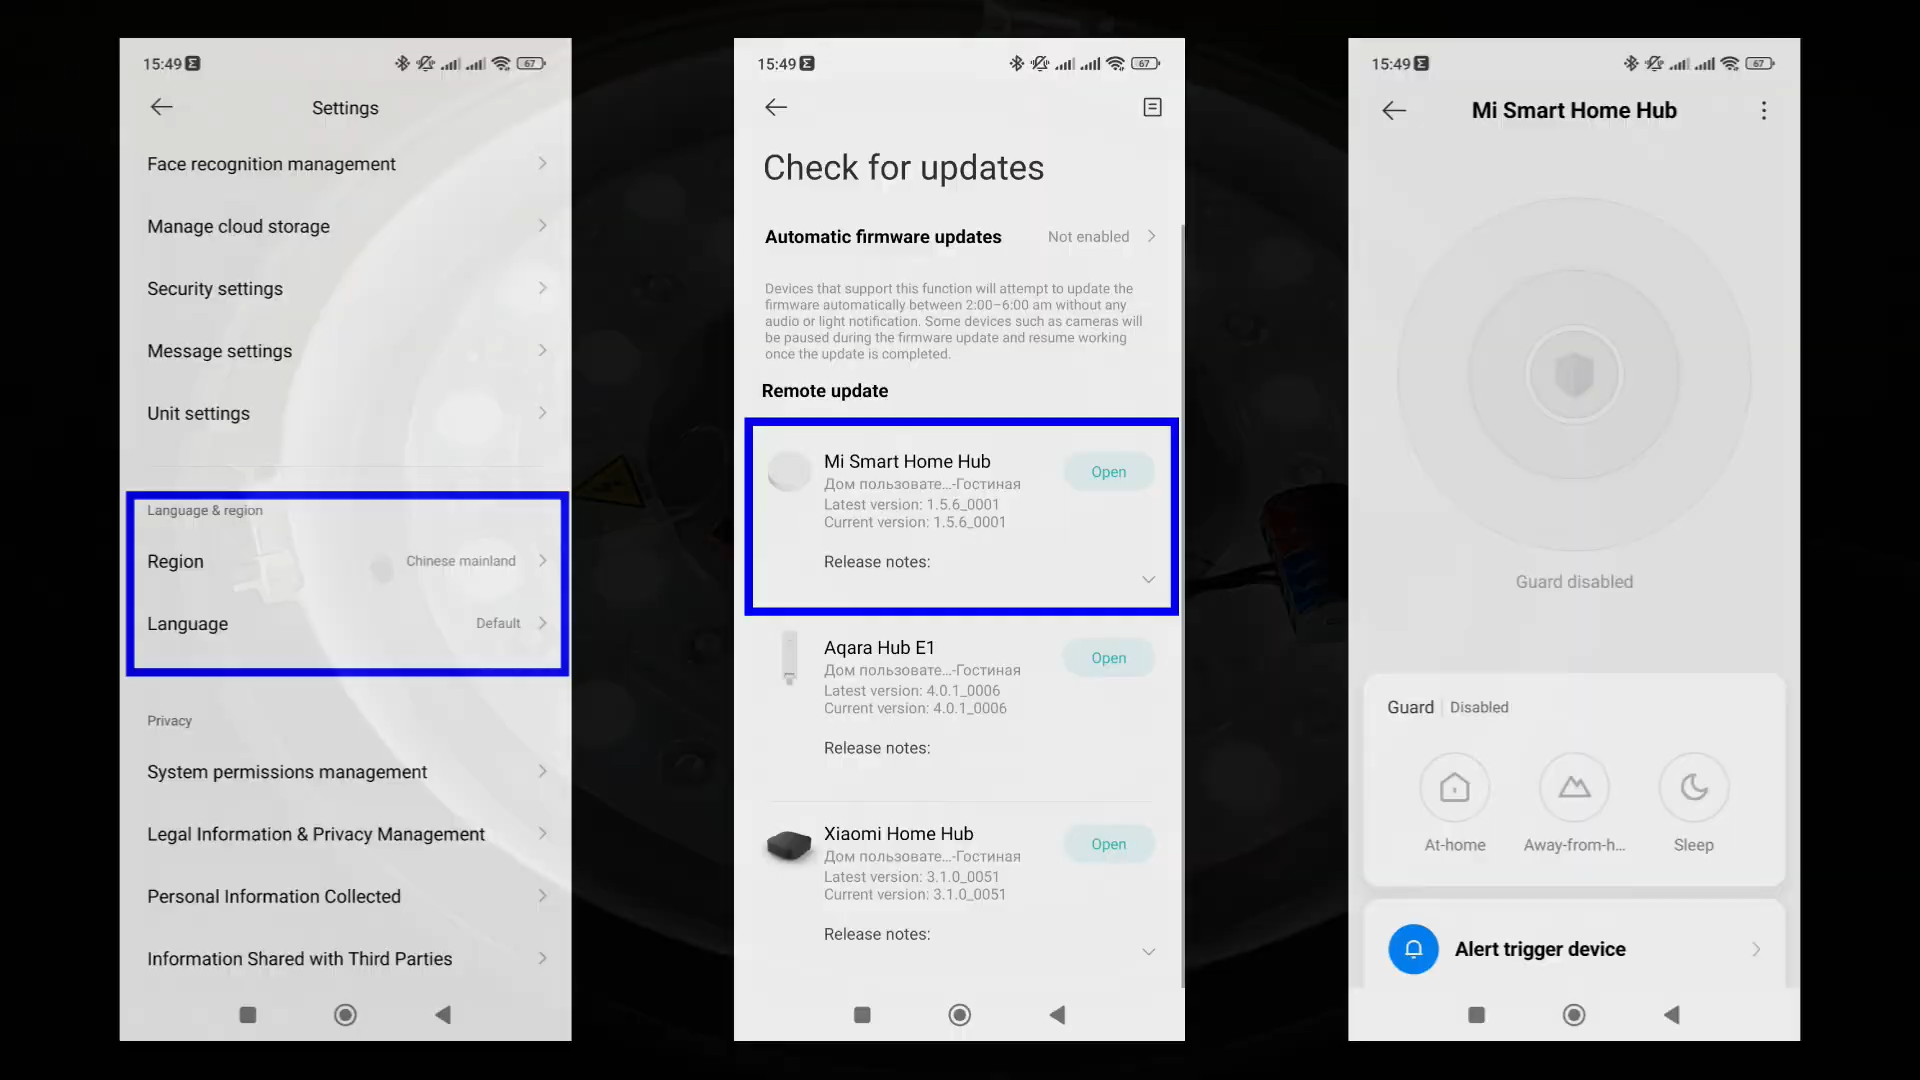 15:49
67
Settings
Face recognition management
Manage cloud storage
Security settings
Message settings
Unit settings
Language & region
Region Chinese mainland
Language Default
Privacy
System permissions management
Legal Information & Privacy Management
Personal Information Collected
Information Shared with Third Parties
15:49
67
Check for updates
Automatic firmware updates Not enabled
Devices that support this function will attempt to update the
firmware automatically between 2:00–6:00 am without any
audio or light notification. Some devices such as cameras will
be paused during the firmware update and resume working
once the update is completed.
Remote update
Mi Smart Home Hub
Open
Дом пользовате...-Гостиная
Latest version: 1.5.6_0001
Current version: 1.5.6_0001
Release notes:
Aqara Hub E1
Open
Дом пользовате...-Гостиная
Latest version: 4.0.1_0006
Current version: 4.0.1_0006
Release notes:
Xiaomi Home Hub
Open
Дом пользовате...-Гостиная
Latest version: 3.1.0_0051
Current version: 3.1.0_0051
Release notes:
15:49
67
Mi Smart Home Hub
Guard disabled
Guard Disabled
At-home Away-from-h... Sleep
Alert trigger device